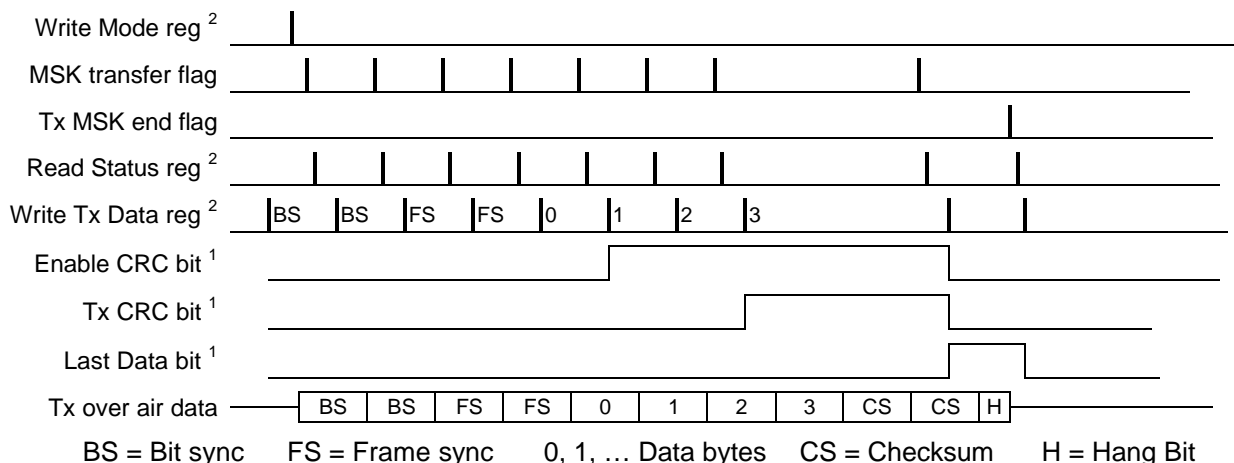 Write Mode reg 2
MSK transfer flag
Tx MSK end flag
Read Status reg 2
Write Tx Data reg 2 BS BS FS FS 0 1 2 3
Enable CRC bit 1
Tx CRC bit 1
Last Data bit 1
Tx over air data BS BS FS FS 0 1 2 3 CS CS H
BS = Bit sync FS = Frame sync 0, 1, … Data bytes CS = Checksum H = Hang Bit